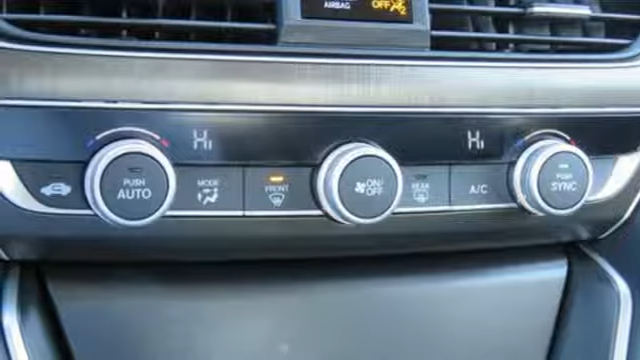 AIRBAG OFF
Hi Hi
PUSH AUTO
MODE
FRONT
ON/OFF
REAR
A/C
PUSH SYNC